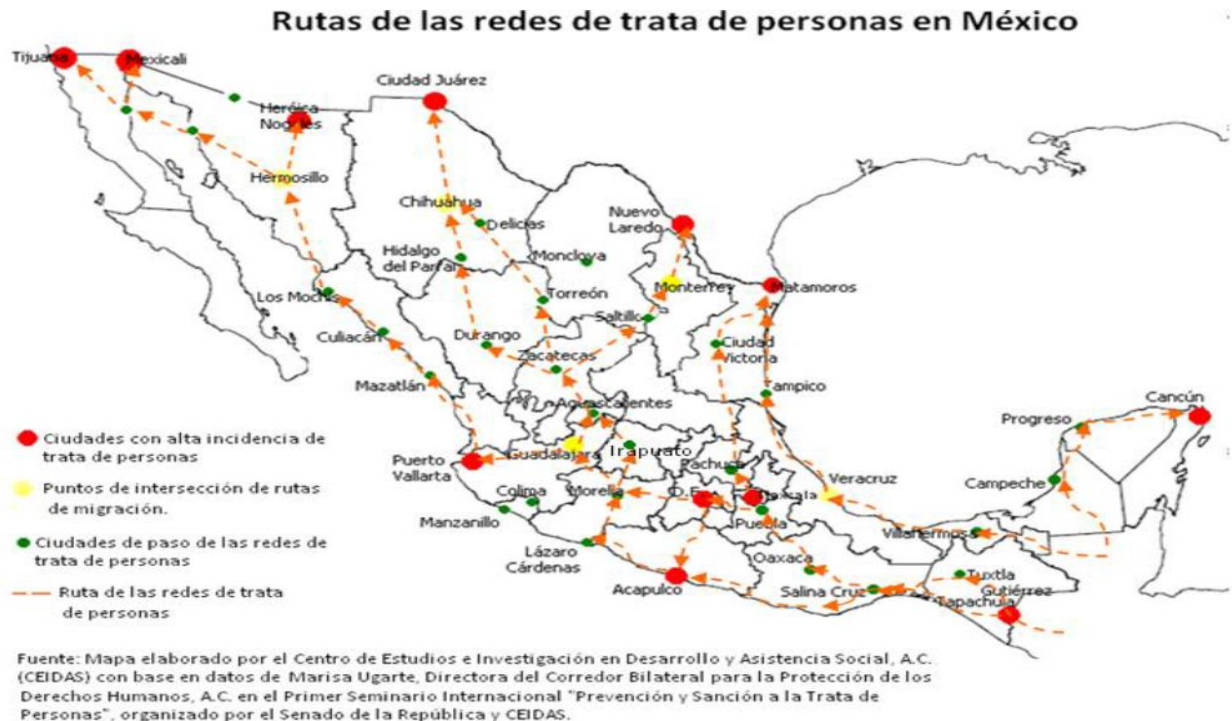 Rutas de las redes de trata de personas en México
Tijuana
Mexicali
Ciudad Juárez
Heróica
Nogales
Hermosillo
Chihuahua
Delicias
Nuevo
Laredo
Hidalgo
del Parral
Monclova
Monterrey
Matamoros
Los Mochis
Torreón
Saltillo
Culiacán
Durango
Ciudad
Victoria
Zacatecas
Mazatlán
Tampico
Cancún
Aguascalientes
Progreso
Ciudades con alta incidencia de
trata de personas
Puntos de intersección de rutas
de migración.
Ciudades de paso de las redes de
trata de personas
Ruta de las redes de trata
de personas
Puerto
Vallarta
Guadalajara
Irapuato
Pachuca
Veracruz
Campeche
Colima
Morelia
D.F.
Tlaxcala
Manzanillo
Puebla
Villahermosa
Lázaro
Cárdenas
Oaxaca
Tuxtla
Gutiérrez
Acapulco
Salina Cruz
Tapachula
Fuente: Mapa elaborado por el Centro de Estudios e Investigación en Desarrollo y Asistencia Social, A.C.
(CEIDAS) con base en datos de Marisa Ugarte, Directora del Corredor Bilateral para la Protección de los
Derechos Humanos, A.C. en el Primer Seminario Internacional "Prevención y Sanción a la Trata de
Personas", organizado por el Senado de la República y CEIDAS.